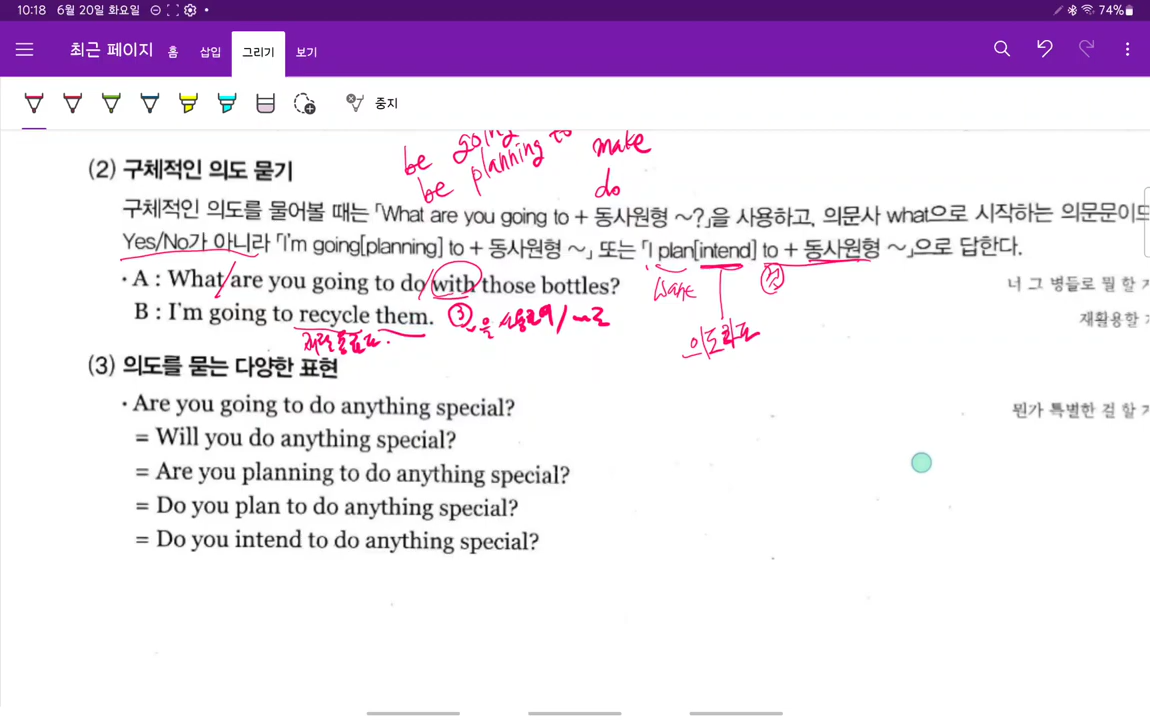 10:18 6월 20일 화요일 74%
최근 페이지 홈 삽입 그리기 보기
중지
be going to make
be planning do
(2) 구체적인 의도 묻기
구체적인 의도를 물어볼 때는 「What are you going to + 동사원형 ~?」을 사용하고, 의문사 what으로 시작하는 의문문이므
Yes/No가 아니라 「I'm going[planning] to + 동사원형 ~」 또는 「I plan[intend] to + 동사원형 ~」으로 답한다.
· A : What are you going to do with those bottles? 너 그 병들로 뭘 할 거
B : I'm going to recycle them. ③ 을 사용하여 / ~로 want 재활용할 거
재활용하다. 의도하다
(3) 의도를 묻는 다양한 표현
· Are you going to do anything special? 뭔가 특별한 걸 할 거
= Will you do anything special?
= Are you planning to do anything special?
= Do you plan to do anything special?
= Do you intend to do anything special?